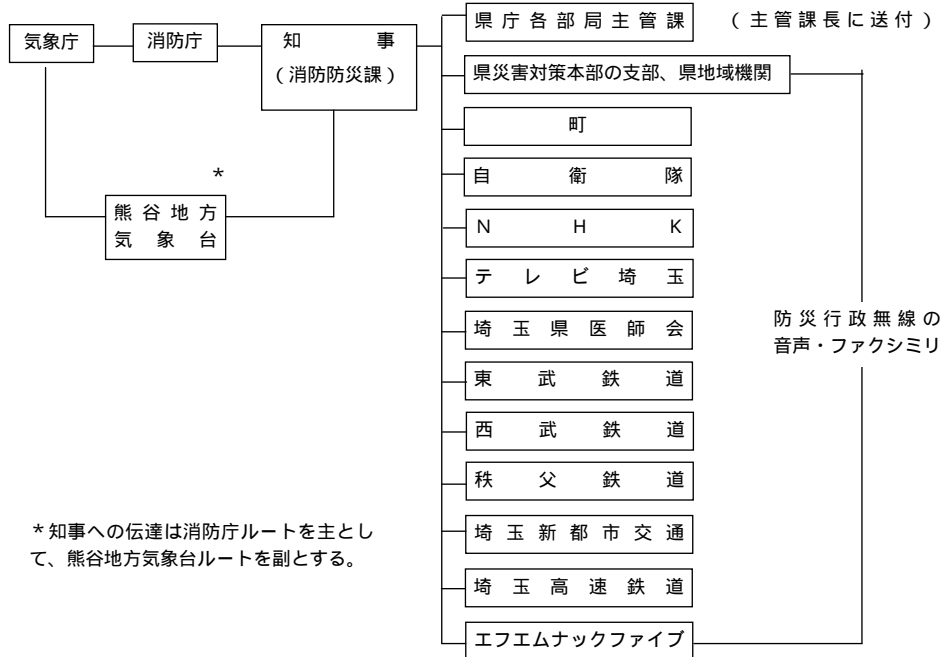 気象庁
消防庁
知事
(消防防災課)
*
熊谷地方
気象台
県庁各部局主管課
(主管課長に送付)
県災害対策本部の支部、県地域機関
町
自衛隊
NHK
テレビ埼玉
埼玉県医師会
東武鉄道
西武鉄道
秩父鉄道
埼玉新都市交通
埼玉高速鉄道
エフエムナックファイブ
防災行政無線の
音声・ファクシミリ
*知事への伝達は消防庁ルートを主とし
て、熊谷地方気象台ルートを副とする。